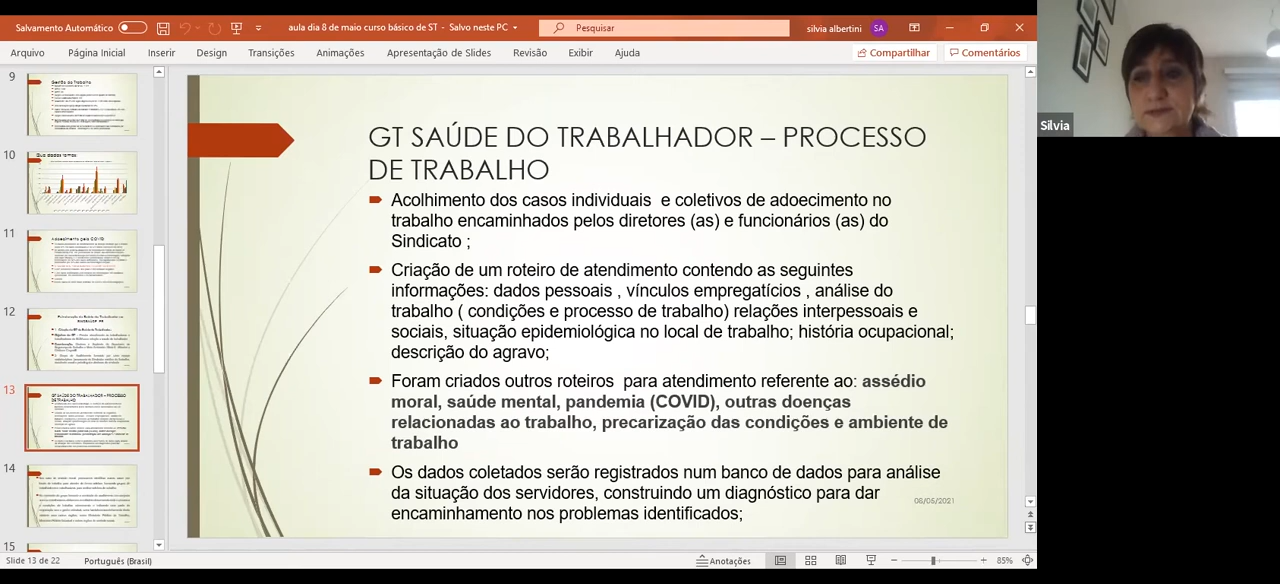 Salvamento Automático
aula dia 8 de maio curso básico de ST - Salvo neste PC
Pesquisar
silvia albertini
SA
Arquivo
Página Inicial
Inserir
Design
Transições
Animações
Apresentação de Slides
Revisão
Exibir
Ajuda
Compartilhar
Comentários
9
10
11
12
13
14
15
GT SAÚDE DO TRABALHADOR – PROCESSO
DE TRABALHO
Acolhimento dos casos individuais e coletivos de adoecimento no
trabalho encaminhados pelos diretores (as) e funcionários (as) do
Sindicato ;
Criação de um roteiro de atendimento contendo as seguintes
informações: dados pessoais , vínculos empregatícios , análise do
trabalho ( condições e processo de trabalho) relações interpessoais e
sociais, situação epidemiológica no local de trabalho; história ocupacional;
descrição do agravo;
Foram criados outros roteiros para atendimento referente ao: assédio
moral, saúde mental, pandemia (COVID), outras doenças
relacionadas ao trabalho, precarização das condições e ambiente de
trabalho
Os dados coletados serão registrados num banco de dados para análise
da situação dos servidores, construindo um diagnóstico para dar
encaminhamento nos problemas identificados;
06/05/2021
Silvia
Slide 13 de 22
Português (Brasil)
Anotações
85%